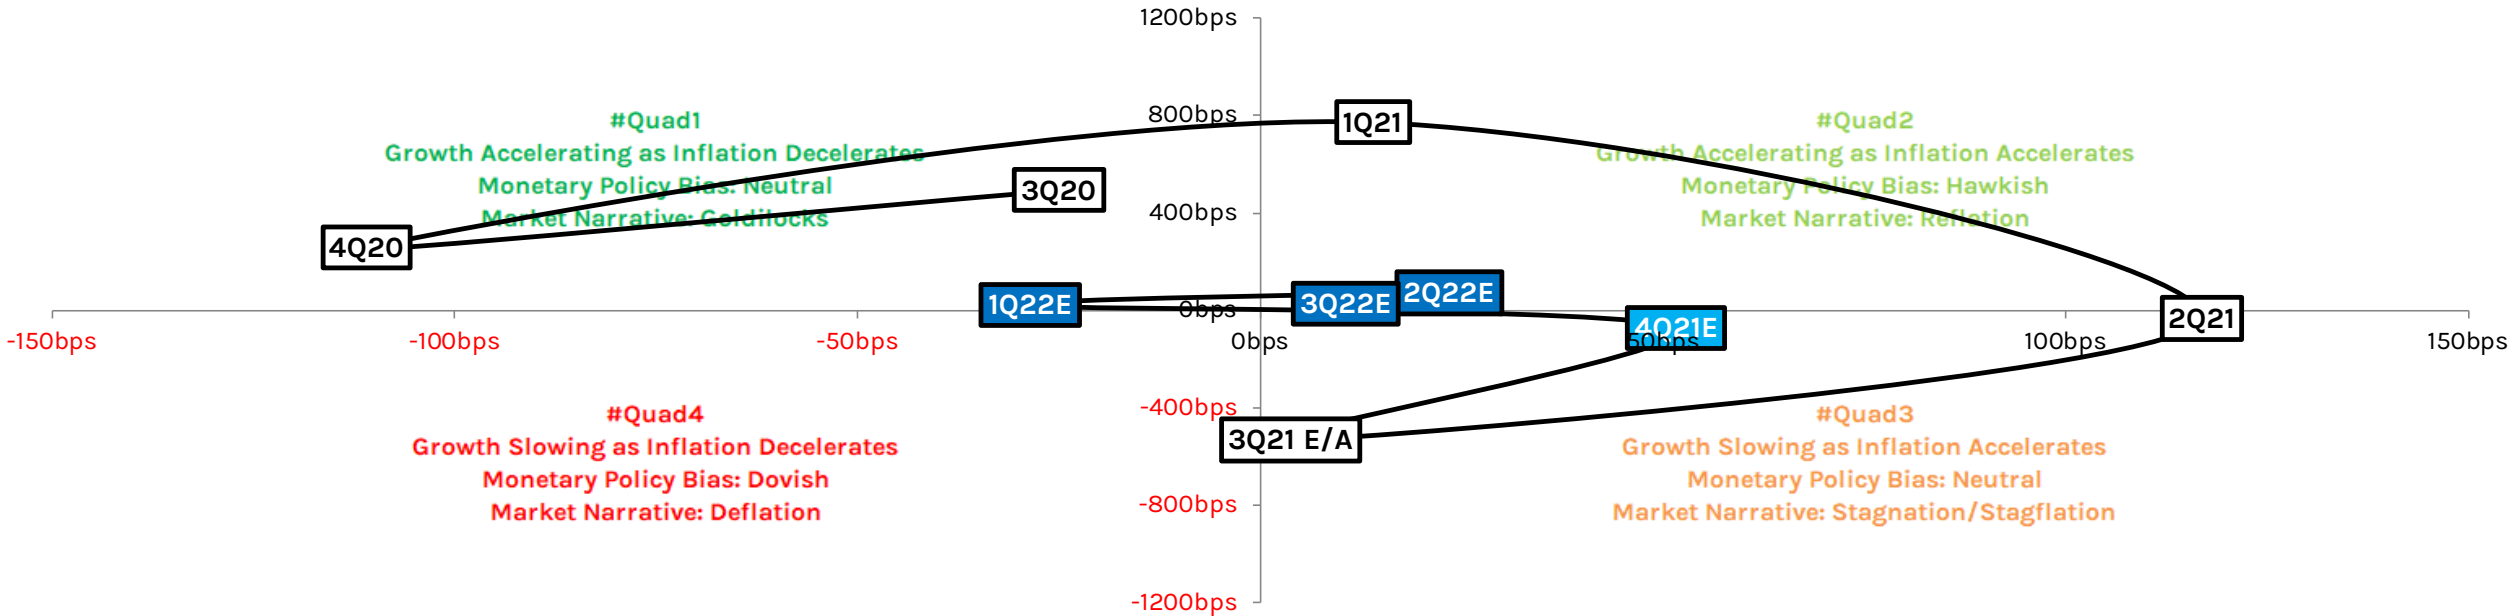 1200bps
#Quad1
Growth Accelerating as Inflation Decelerates
Monetary Policy Bias: Neutral
Market Narrative: Goldilocks
800bps
1Q21
#Quad2
Growth Accelerating as Inflation Accelerates
Monetary Policy Bias: Hawkish
Market Narrative: Reflation
3Q20
400bps
4Q20
1Q22E
0bps
3Q22E
2Q22E
4Q21E
2Q21
-150bps
-100bps
-50bps
0bps
50bps
100bps
150bps
-400bps
3Q21 E/A
#Quad4
Growth Slowing as Inflation Decelerates
Monetary Policy Bias: Dovish
Market Narrative: Deflation
#Quad3
Growth Slowing as Inflation Accelerates
Monetary Policy Bias: Neutral
Market Narrative: Stagnation/Stagflation
-800bps
-1200bps